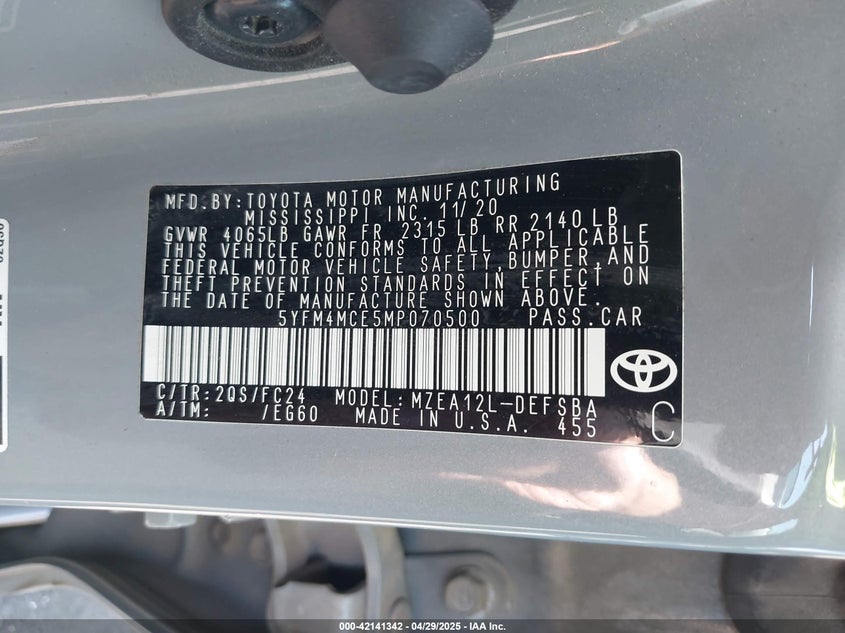 MFD.BY:TOYOTA MOTOR MANUFACTURING
MISSISSIPPI INC. 11/20
GVWR 4065LB GAWR FR 2315 LB RR 2140 LB
THIS VEHICLE CONFORMS TO ALL APPLICABLE
FEDERAL MOTOR VEHICLE SAFETY,BUMPER,AND
THEFT PREVENTION STANDARDS IN EFFECT ON
THE DATE OF MANUFACTURE SHOWN ABOVE.
5YFM4MCE5MP070500 PASS.CAR
C/TR:2QS/FC24 MODEL:MZEA12L-DEFSBA
A/TM: /EG60 MADE IN U.S.A. 455
C
000-42141342 - 04/29/2025 - IAA Inc.